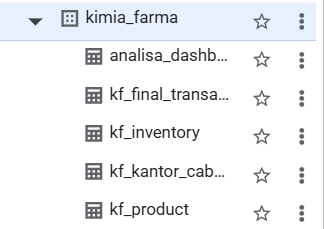 kimia_farma
analisa_dashb...
kf_final_transa...
kf_inventory
kf_kantor_cab...
kf_product